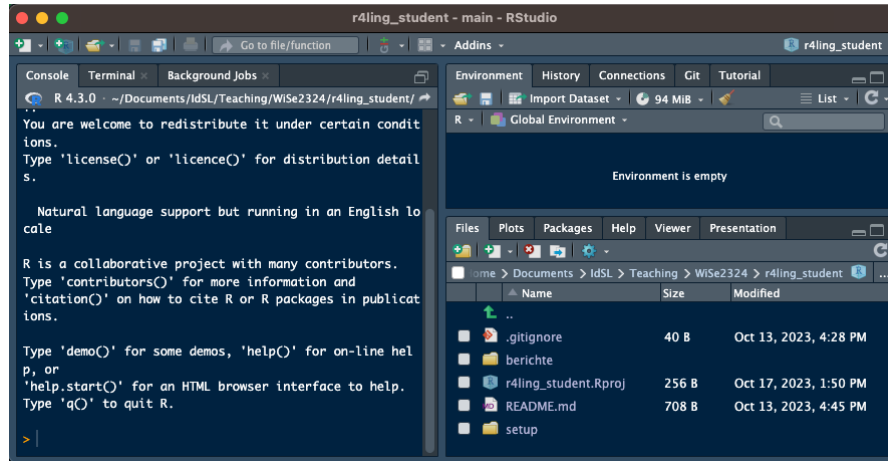 r4ling_student - main - RStudio
Go to file/function Addins r4ling_student
Console Terminal Background Jobs
R 4.3.0 · ~/Documents/IdSL/Teaching/WiSe2324/r4ling_student/
You are welcome to redistribute it under certain condit
ions.
Type 'license()' or 'licence()' for distribution detail
s.
Natural language support but running in an English lo
cale
R is a collaborative project with many contributors.
Type 'contributors()' for more information and
'citation()' on how to cite R or R packages in publicat
ions.
Type 'demo()' for some demos, 'help()' for on-line hel
p, or
'help.start()' for an HTML browser interface to help.
Type 'q()' to quit R.
>
Environment History Connections Git Tutorial
Import Dataset 94 MiB List
R Global Environment
Environment is empty
Files Plots Packages Help Viewer Presentation
ome > Documents > IdSL > Teaching > WiSe2324 > r4ling_student ...
Name Size Modified
..
.gitignore 40 B Oct 13, 2023, 4:28 PM
berichte
r4ling_student.Rproj 256 B Oct 17, 2023, 1:50 PM
README.md 708 B Oct 13, 2023, 4:45 PM
setup